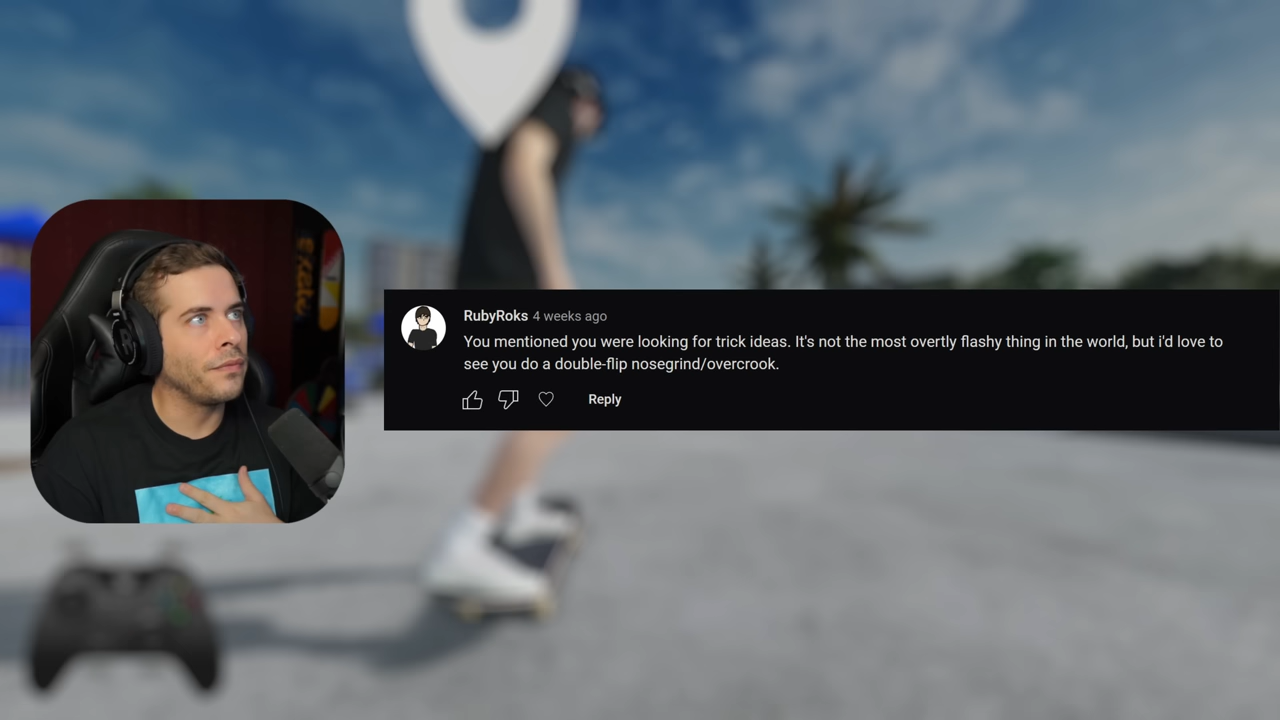 RubyRoks 4 weeks ago
You mentioned you were looking for trick ideas. It's not the most overtly flashy thing in the world, but i'd love to
see you do a double-flip nosegrind/overcrook.
Reply